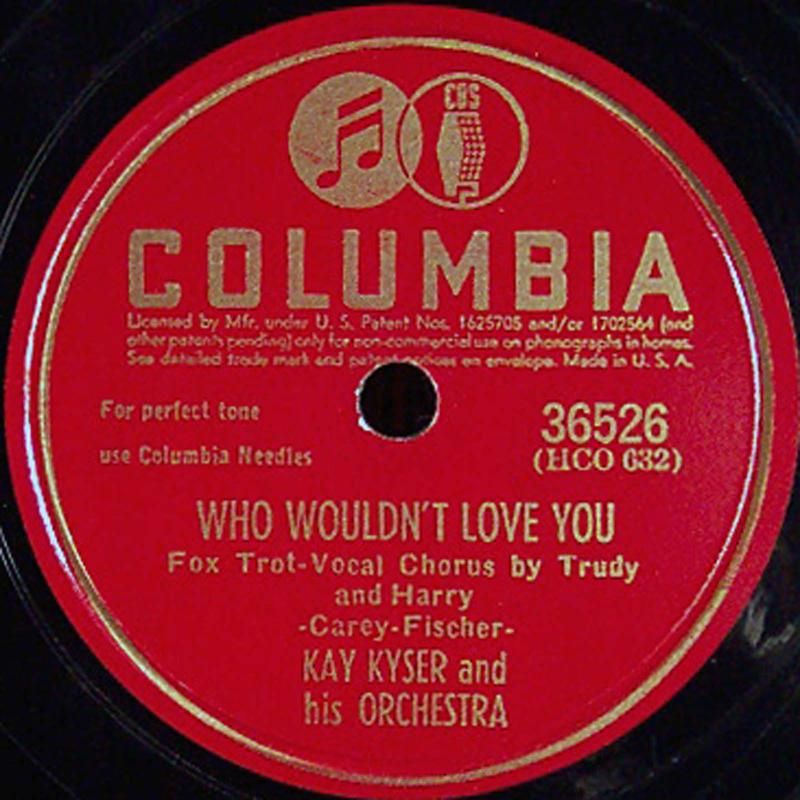 CBS
COLUMBIA
Licensed by Mfr. under U. S. Patent Nos. 1625705 and/or 1702564 (and
other patents pending) only for non-commercial use on phonographs in homes.
See detailed trade mark and patent notices on envelope. Made in U. S. A.
For perfect tone
use Columbia Needles
36526
(HCO 632)
WHO WOULDN'T LOVE YOU
Fox Trot-Vocal Chorus by Trudy
and Harry
-Carey-Fischer-
KAY KYSER and
his ORCHESTRA